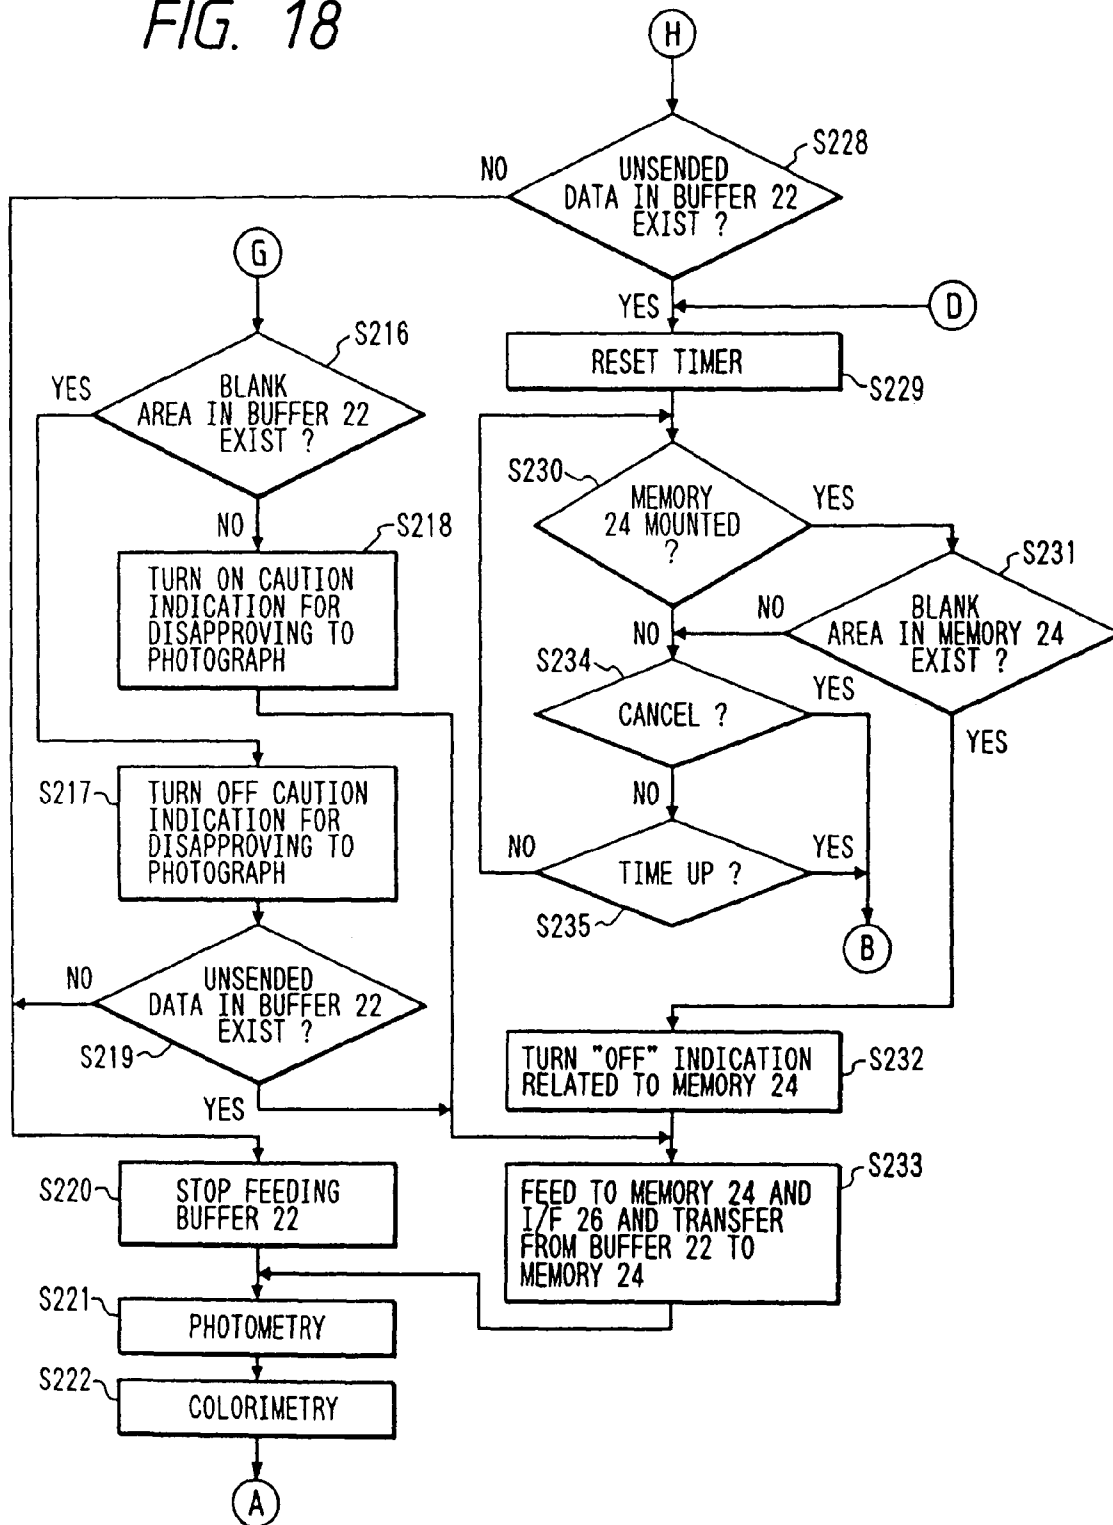 FIG. 18
H
S228
NO
UNSENDED
DATA IN BUFFER 22
EXIST ?
G
YES
D
S216
RESET TIMER
S229
YES
BLANK
AREA IN BUFFER 22
EXIST ?
S230
MEMORY
24 MOUNTED
?
YES
NO
S218
S231
TURN ON CAUTION
INDICATION FOR
DISAPPROVING TO
PHOTOGRAPH
NO
NO
BLANK
AREA IN MEMORY 24
EXIST ?
S234
CANCEL ?
YES
YES
S217
TURN OFF CAUTION
INDICATION FOR
DISAPPROVING TO
PHOTOGRAPH
NO
NO
TIME UP ?
YES
S235
B
NO
UNSENDED
DATA IN BUFFER 22
EXIST ?
S219
YES
TURN "OFF" INDICATION
RELATED TO MEMORY 24
S232
S220
STOP FEEDING
BUFFER 22
S233
FEED TO MEMORY 24 AND
I/F 26 AND TRANSFER
FROM BUFFER 22 TO
MEMORY 24
S221
PHOTOMETRY
S222
COLORIMETRY
A